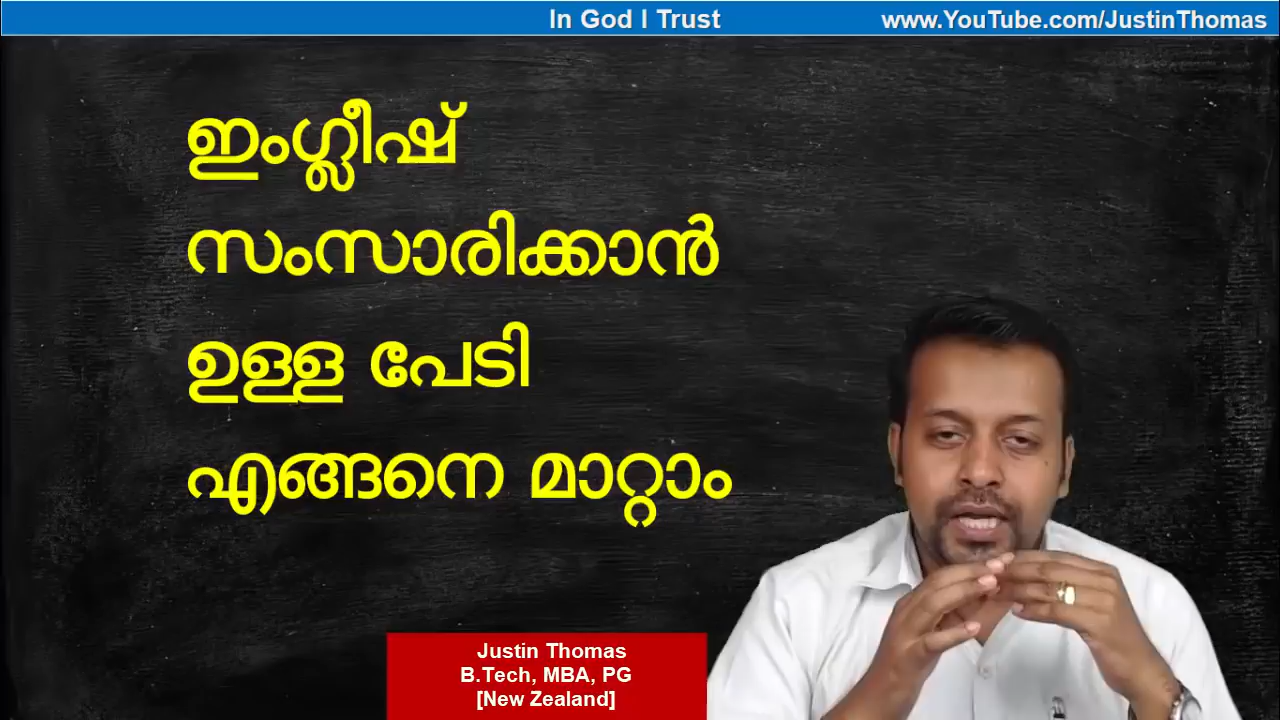 In God I Trust
www.YouTube.com/JustinThomas
ഇംഗ്ലീഷ്
സംസാരിക്കാൻ
ഉള്ള പേടി
എങ്ങനെ മാറ്റാം
Justin Thomas
B.Tech, MBA, PG
[New Zealand]